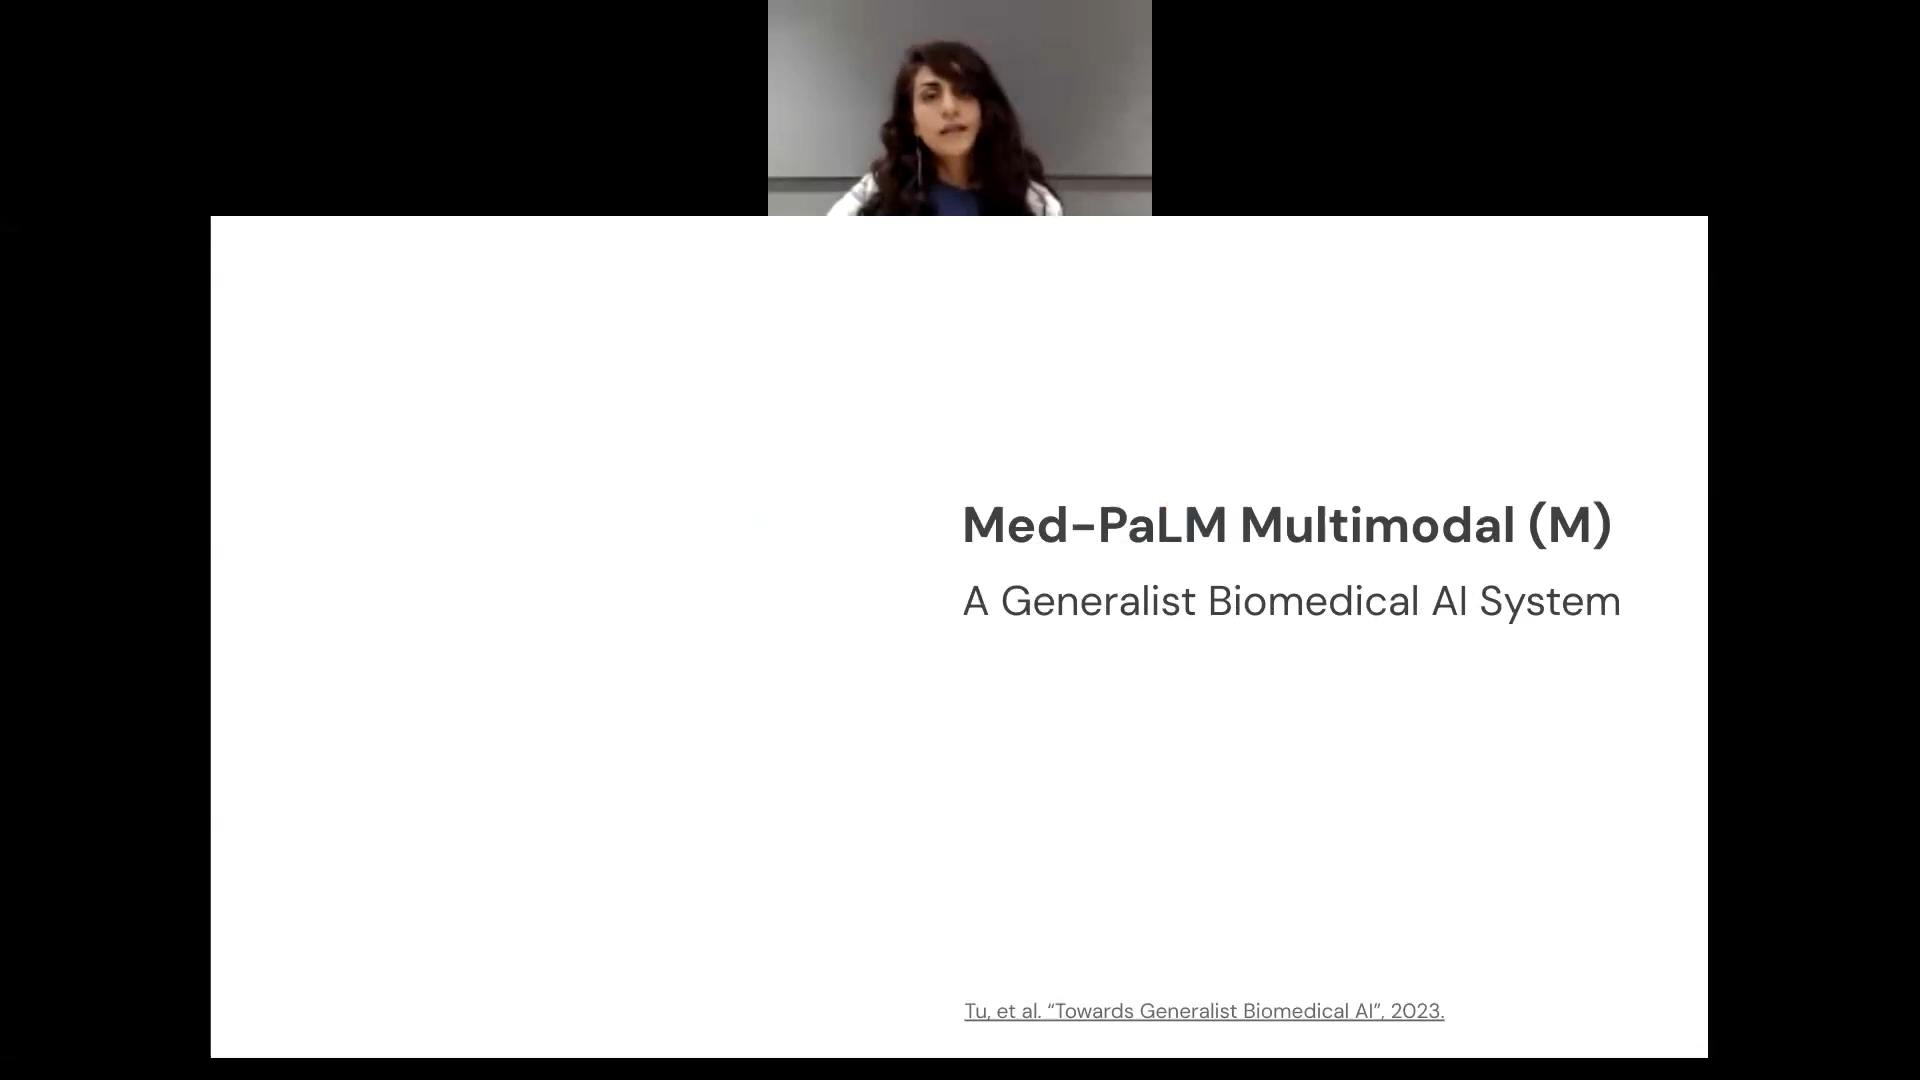 Med-PaLM Multimodal (M)
A Generalist Biomedical AI System
Tu, et al. “Towards Generalist Biomedical AI”, 2023.